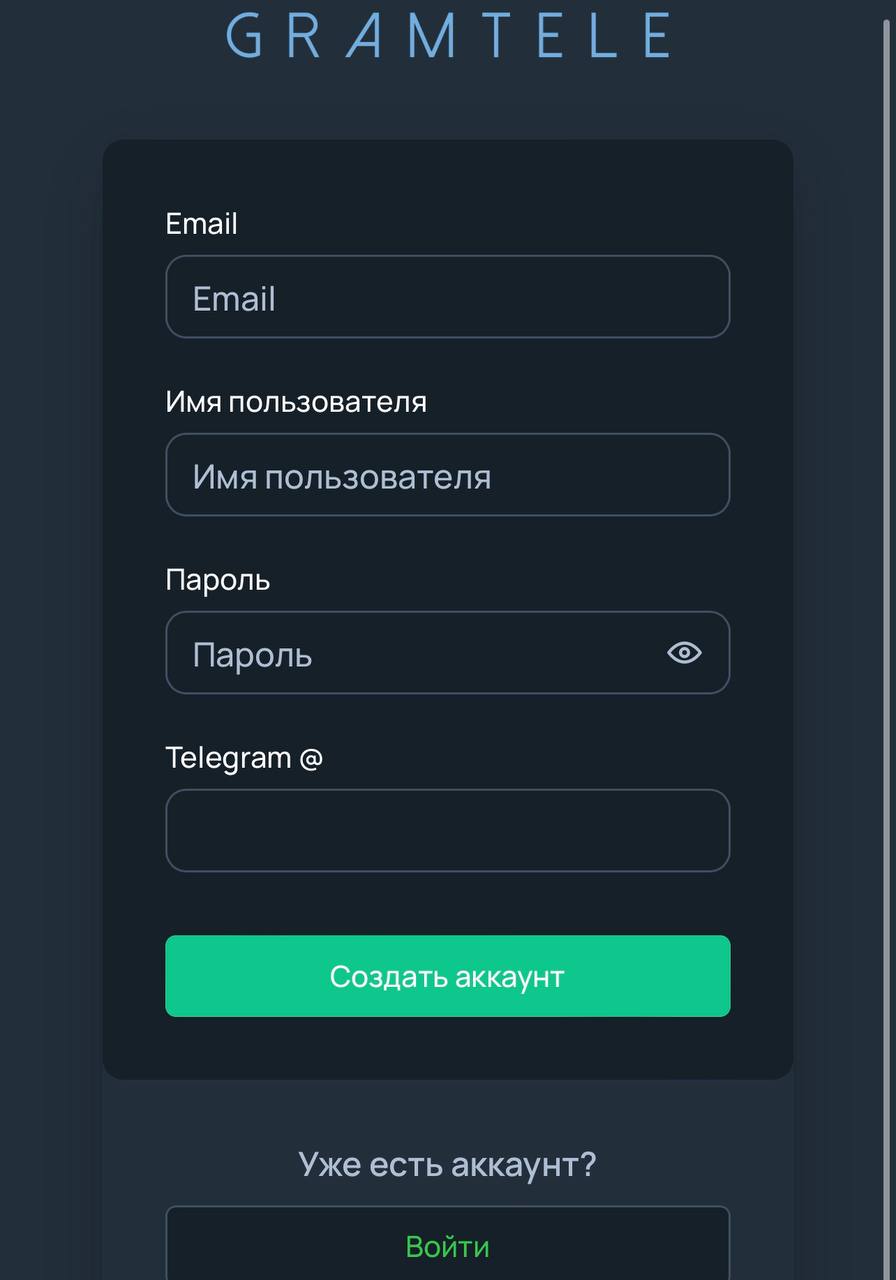 GRAMTELE
Email
Email
Имя пользователя
Имя пользователя
Пароль
Пароль
Telegram @
Создать аккаунт
Уже есть аккаунт?
Войти